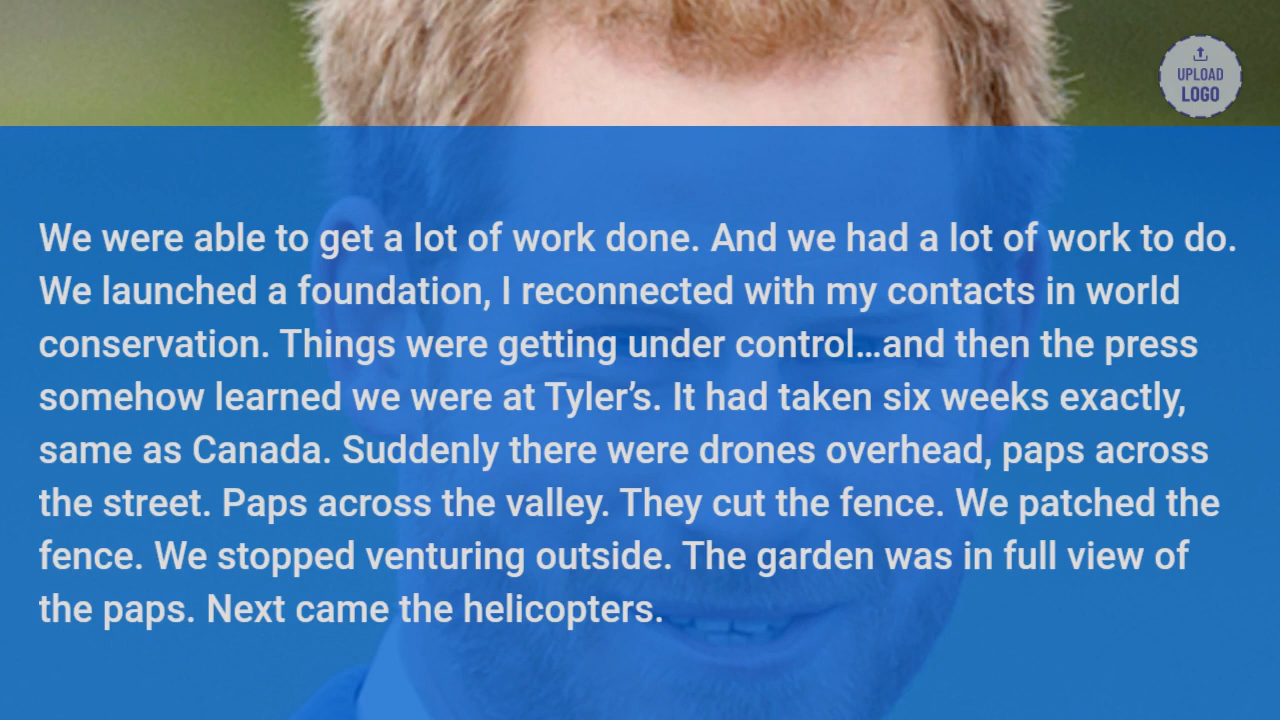 UPLOAD
LOGO
We were able to get a lot of work done. And we had a lot of work to do.
We launched a foundation, I reconnected with my contacts in world
conservation. Things were getting under control…and then the press
somehow learned we were at Tyler’s. It had taken six weeks exactly,
same as Canada. Suddenly there were drones overhead, paps across
the street. Paps across the valley. They cut the fence. We patched the
fence. We stopped venturing outside. The garden was in full view of
the paps. Next came the helicopters.